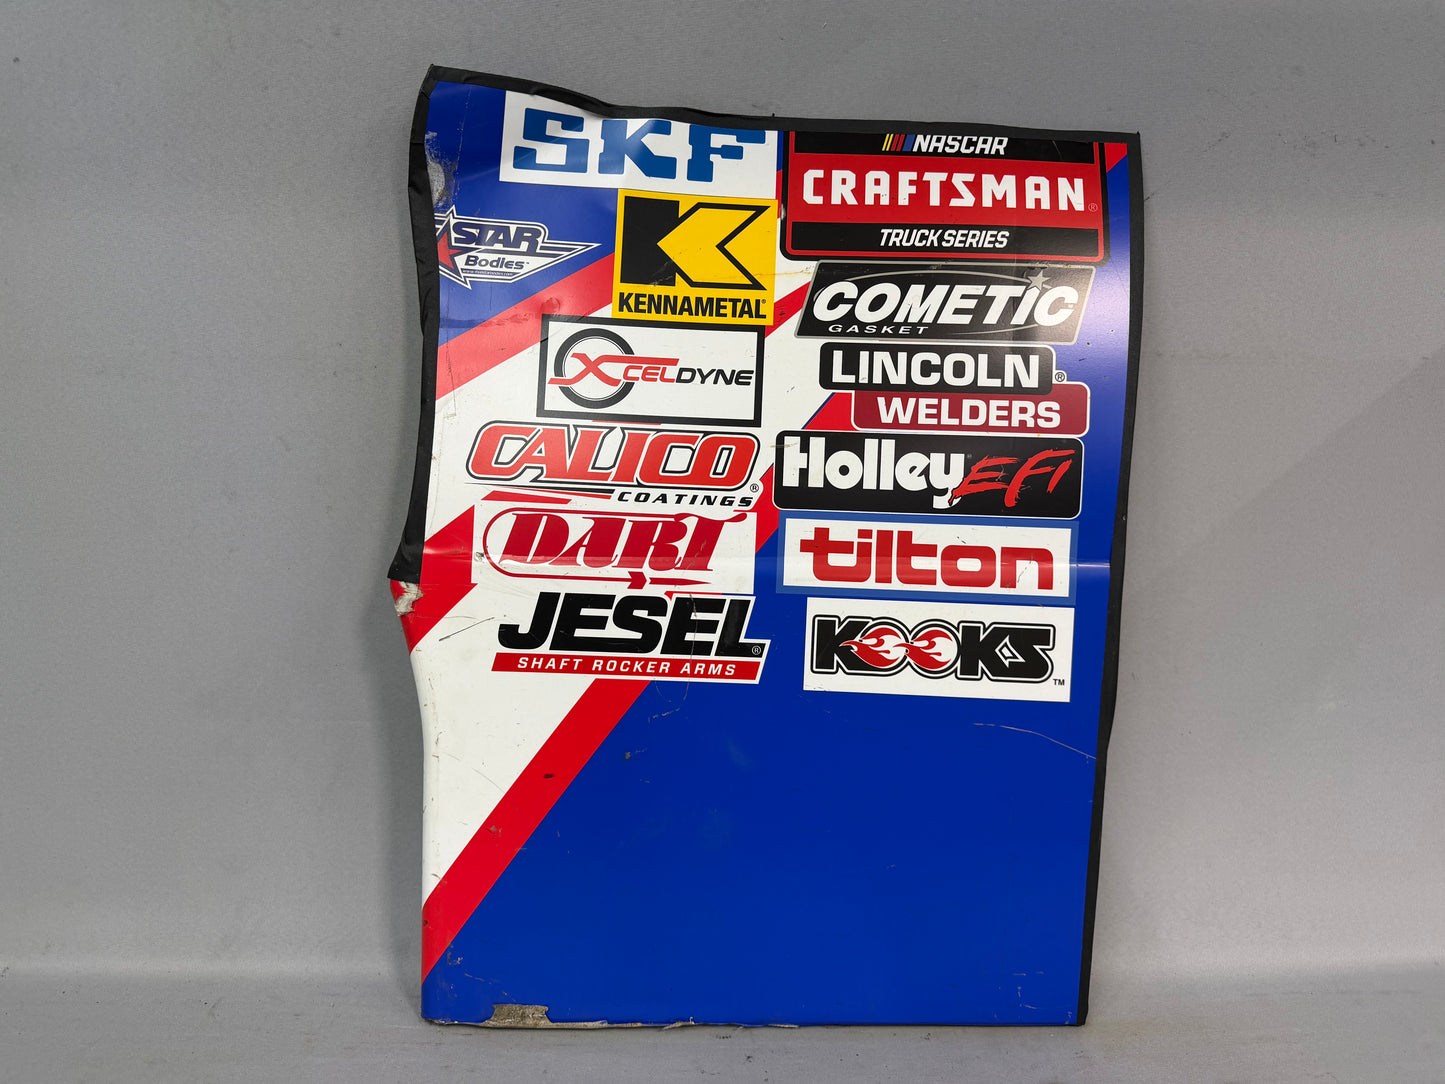 SKF
NASCAR
CRAFTSMAN®
TRUCK SERIES
STAR
Bodies
K
KENNAMETAL®
COMETIC
GASKET
XCELDYNE
LINCOLN®
WELDERS
CALICO®
COATINGS
Holley EFI
DART
tilton
JESEL®
SHAFT ROCKER ARMS
KOOKS™